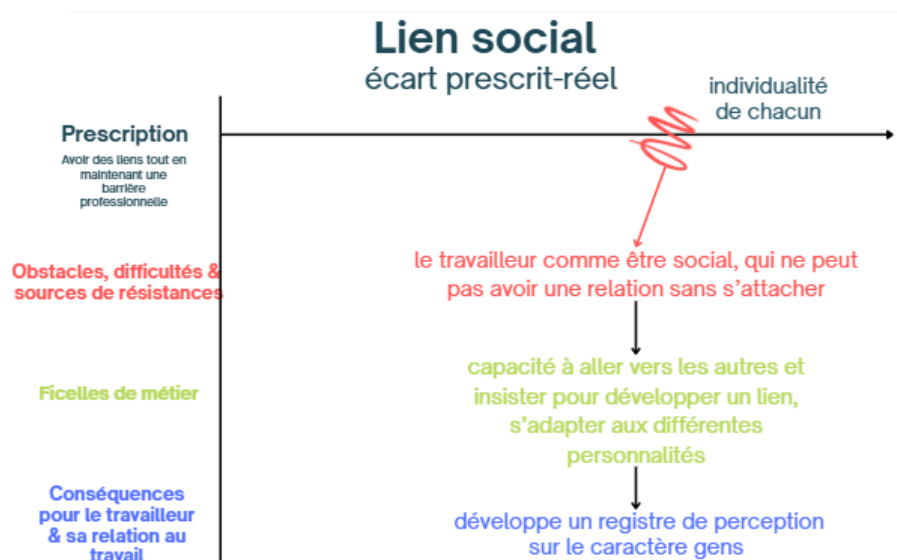 Lien social
écart prescrit-réel
individualité
de chacun
Prescription
Avoir des liens tout en
maintenant une
barrière
professionnelle
Obstacles, difficultés &
sources de résistances
le travailleur comme être social, qui ne peut
pas avoir une relation sans s'attacher
Ficelles de métier
capacité à aller vers les autres et
insister pour développer un lien,
s'adapter aux différentes
personnalités
Conséquences
pour le travailleur
& sa relation au
travail
développe un registre de perception
sur le caractère gens